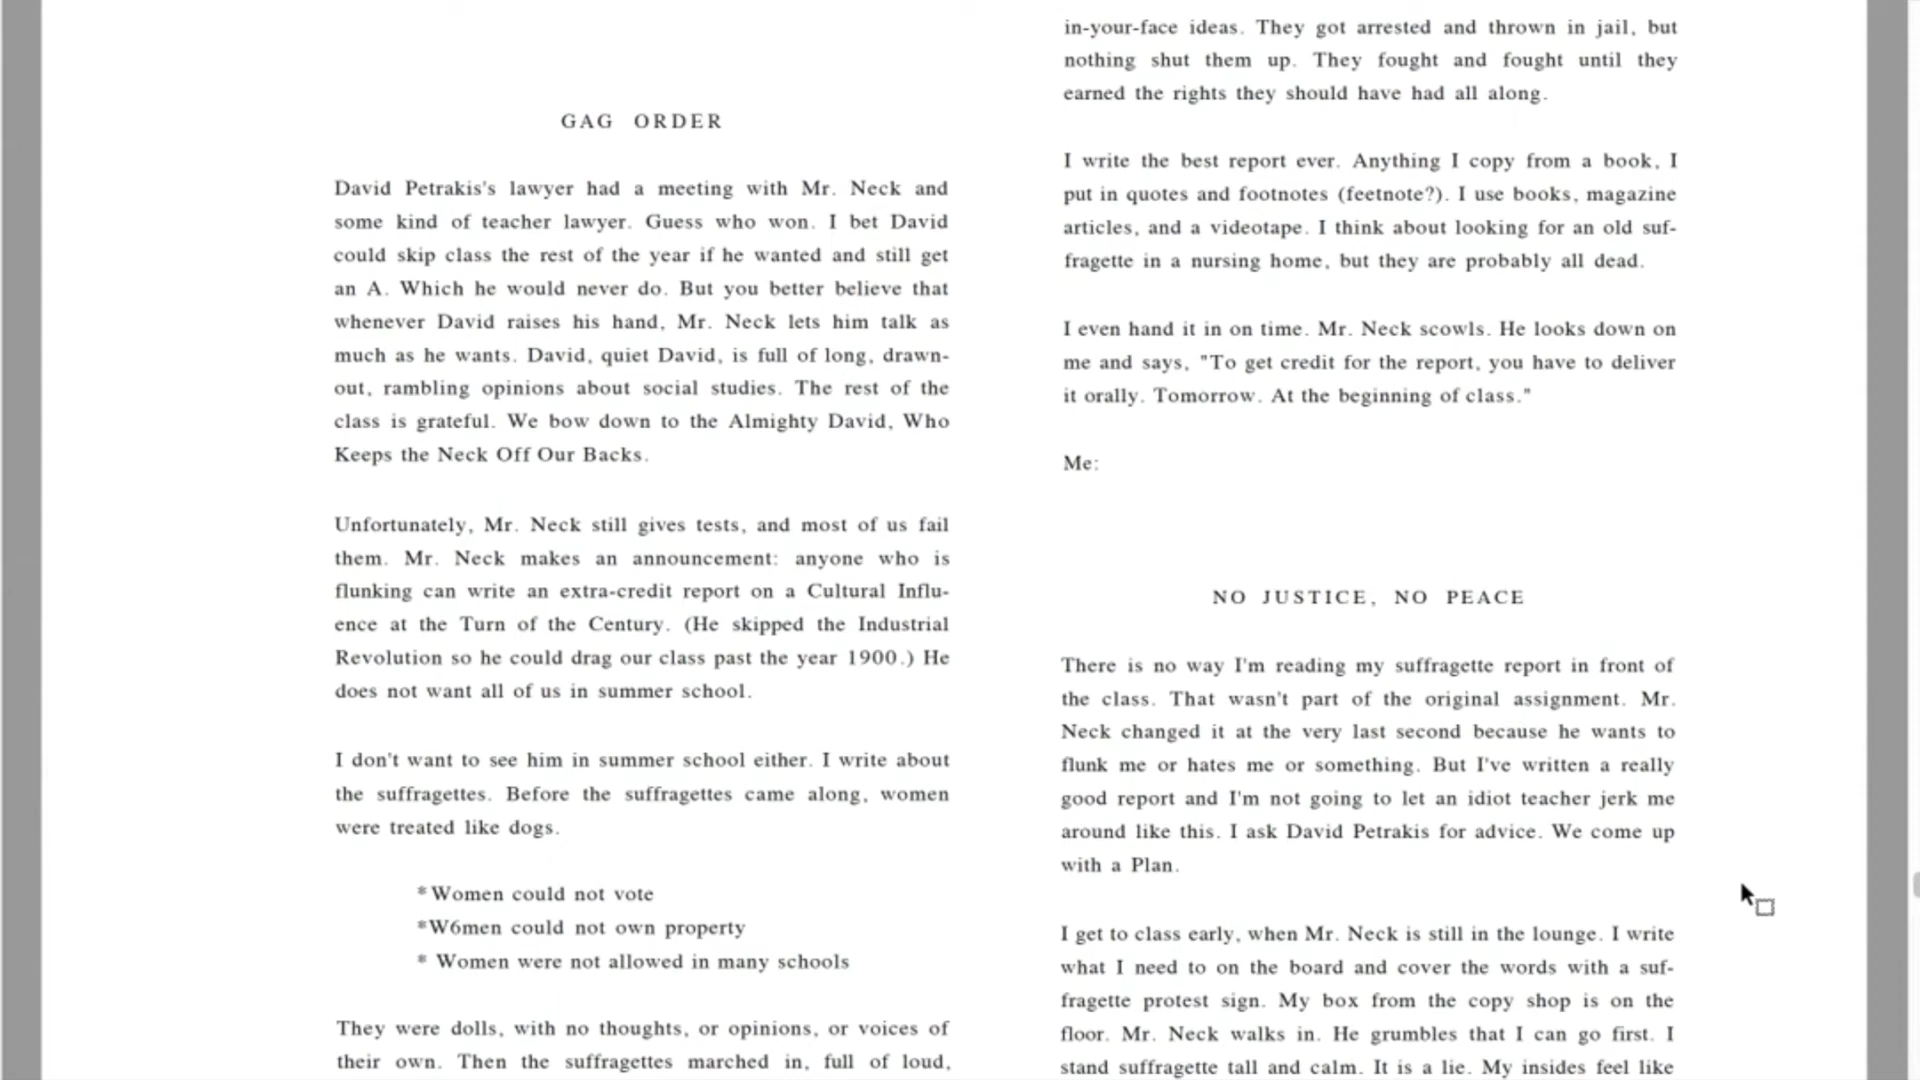 GAG ORDER
David Petrakis's lawyer had a meeting with Mr. Neck and
some kind of teacher lawyer. Guess who won. I bet David
could skip class the rest of the year if he wanted and still get
an A. Which he would never do. But you better believe that
whenever David raises his hand, Mr. Neck lets him talk as
much as he wants. David, quiet David, is full of long, drawn-
out, rambling opinions about social studies. The rest of the
class is grateful. We bow down to the Almighty David, Who
Keeps the Neck Off Our Backs.
Unfortunately, Mr. Neck still gives tests, and most of us fail
them. Mr. Neck makes an announcement: anyone who is
flunking can write an extra-credit report on a Cultural Influ-
ence at the Turn of the Century. (He skipped the Industrial
Revolution so he could drag our class past the year 1900.) He
does not want all of us in summer school.
I don't want to see him in summer school either. I write about
the suffragettes. Before the suffragettes came along, women
were treated like dogs.
*Women could not vote
*W6men could not own property
* Women were not allowed in many schools
They were dolls, with no thoughts, or opinions, or voices of
their own. Then the suffragettes marched in, full of loud,
in-your-face ideas. They got arrested and thrown in jail, but
nothing shut them up. They fought and fought until they
earned the rights they should have had all along.
I write the best report ever. Anything I copy from a book, I
put in quotes and footnotes (feetnote?). I use books, magazine
articles, and a videotape. I think about looking for an old suf-
fragette in a nursing home, but they are probably all dead.
I even hand it in on time. Mr. Neck scowls. He looks down on
me and says, "To get credit for the report, you have to deliver
it orally. Tomorrow. At the beginning of class."
Me:
NO JUSTICE, NO PEACE
There is no way I'm reading my suffragette report in front of
the class. That wasn't part of the original assignment. Mr.
Neck changed it at the very last second because he wants to
flunk me or hates me or something. But I've written a really
good report and I'm not going to let an idiot teacher jerk me
around like this. I ask David Petrakis for advice. We come up
with a Plan.
I get to class early, when Mr. Neck is still in the lounge. I write
what I need to on the board and cover the words with a suf-
fragette protest sign. My box from the copy shop is on the
floor. Mr. Neck walks in. He grumbles that I can go first. I
stand suffragette tall and calm. It is a lie. My insides feel like